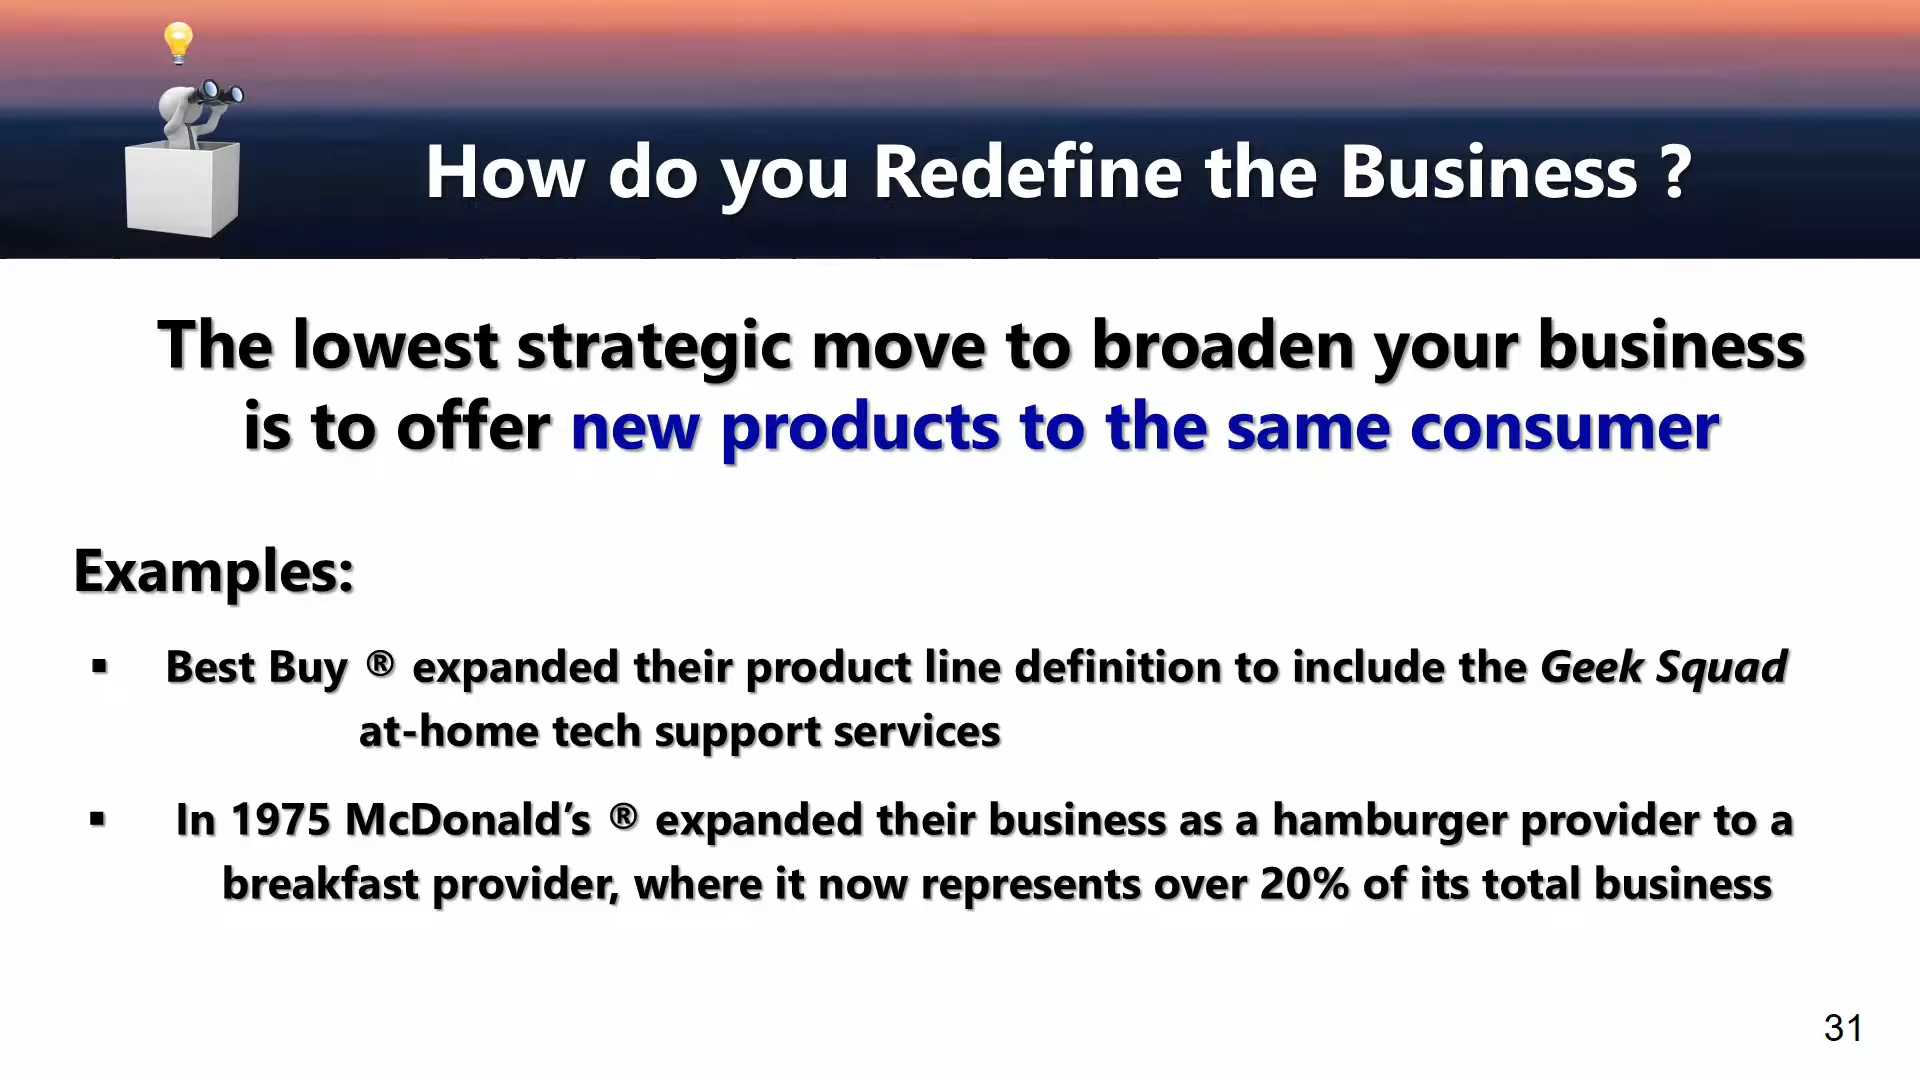 How do you Redefine the Business ?
The lowest strategic move to broaden your business
is to offer new products to the same consumer
Examples:
▪ Best Buy ® expanded their product line definition to include the Geek Squad
at-home tech support services
▪ In 1975 McDonald’s ® expanded their business as a hamburger provider to a
breakfast provider, where it now represents over 20% of its total business
31